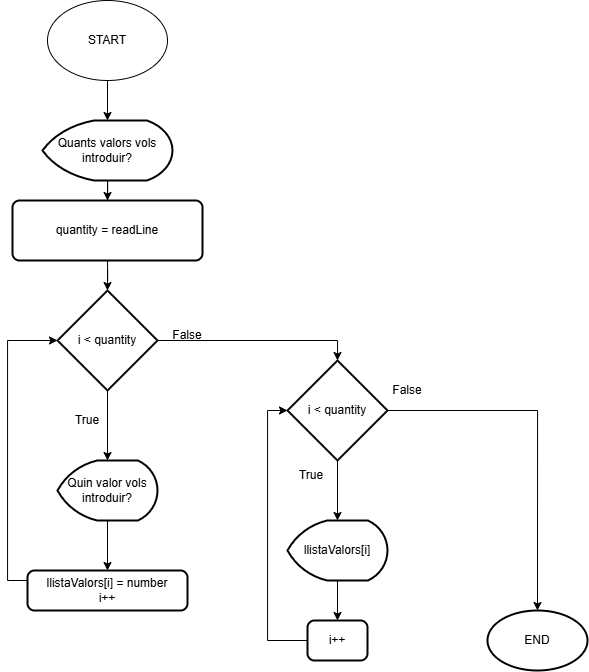 START
Quants valors vols
introduir?
quantity = readLine
i < quantity
False
True
Quin valor vols
introduir?
llistaValors[i] = number
i++
i < quantity
False
True
llistaValors[i]
i++
END